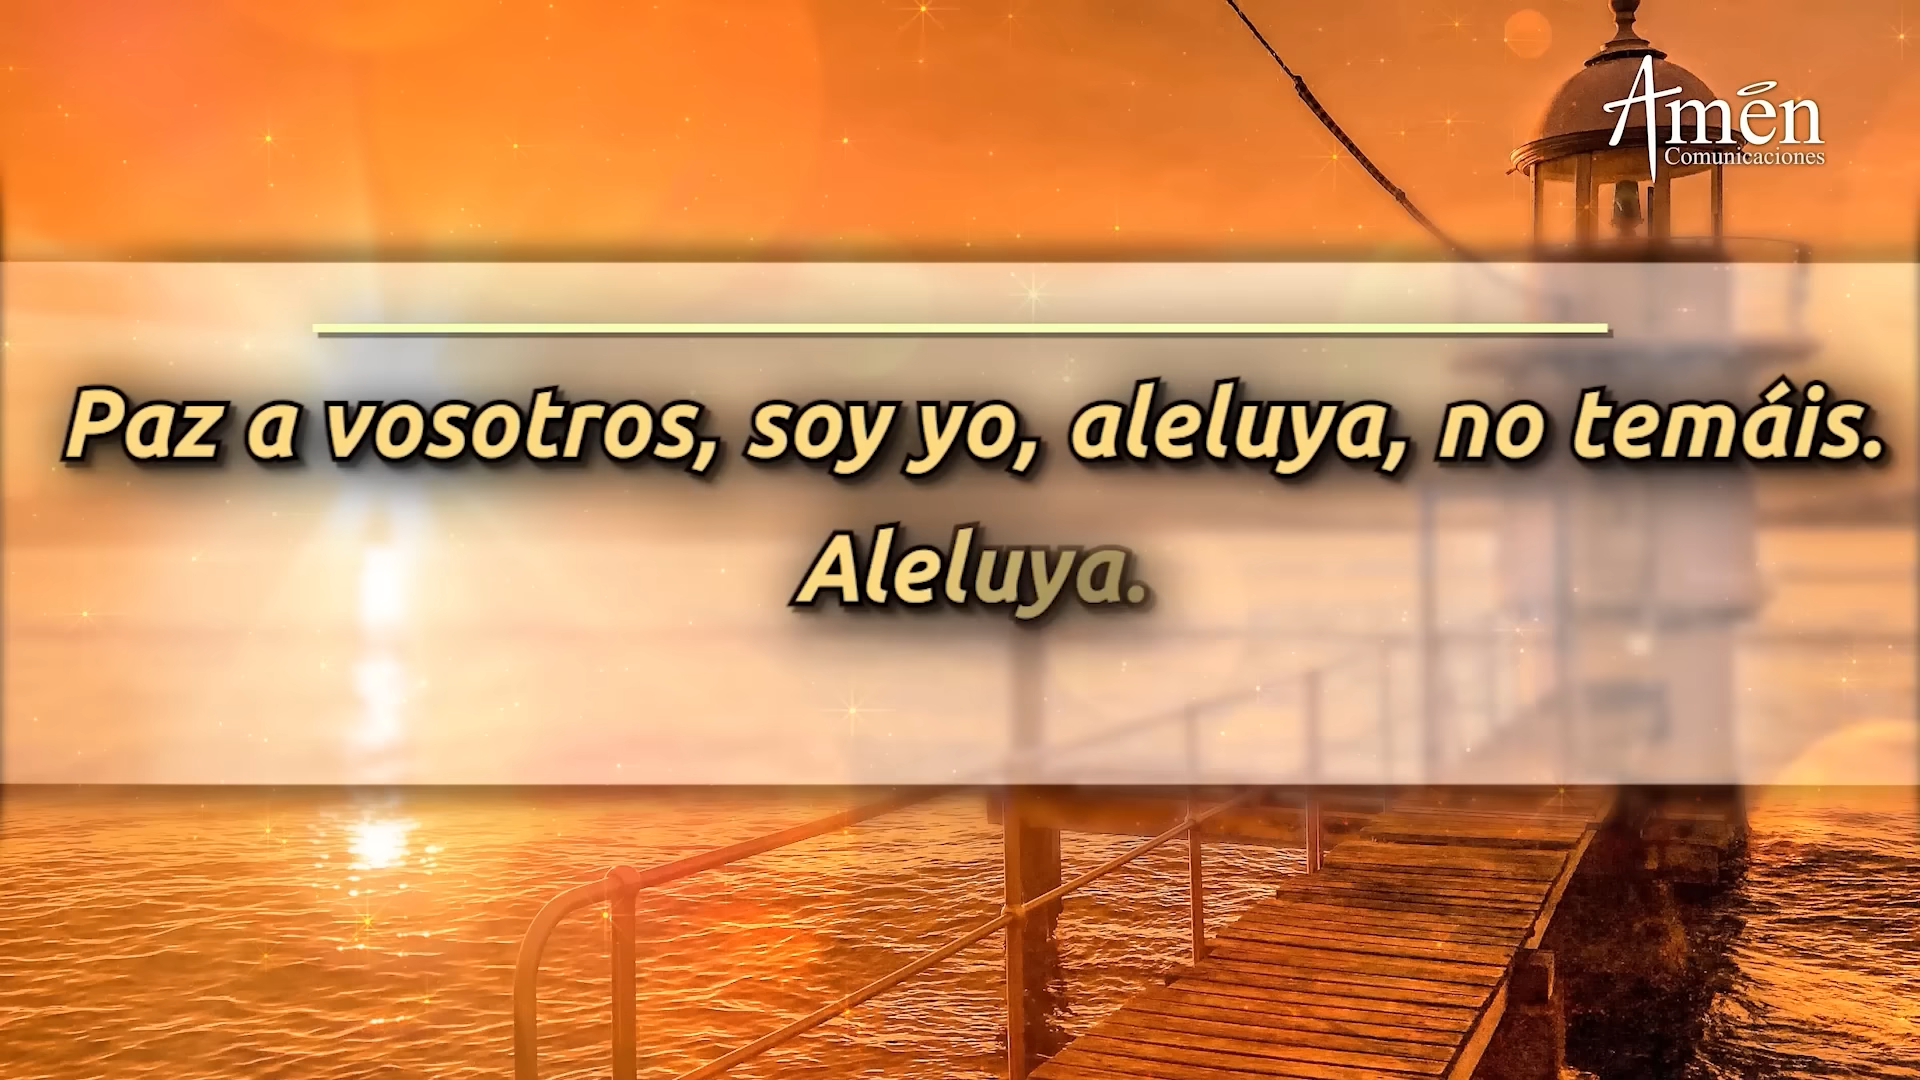 Amén
Comunicaciones
Paz a vosotros, soy yo, aleluya, no temáis.
Aleluya.